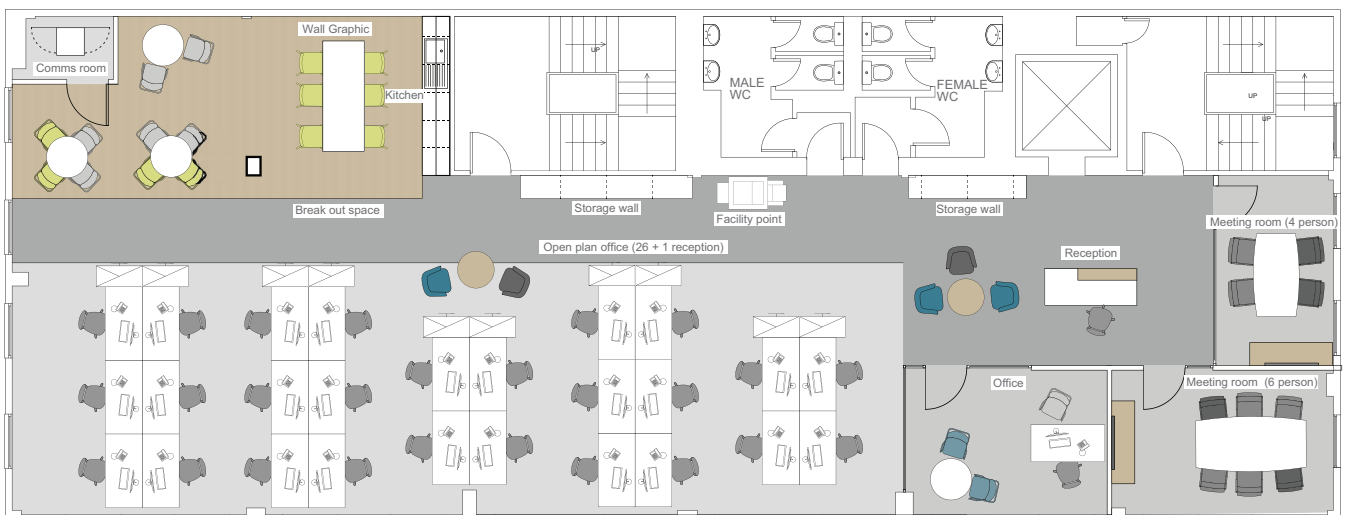 Wall Graphic
Comms room
Kitchen
UP
MALE
WC
FEMALE
WC
UP
UP
Break out space
Storage wall
Facility point
Storage wall
Meeting room (4 person)
Open plan office (26 + 1 reception)
Reception
Office
Meeting room (6 person)